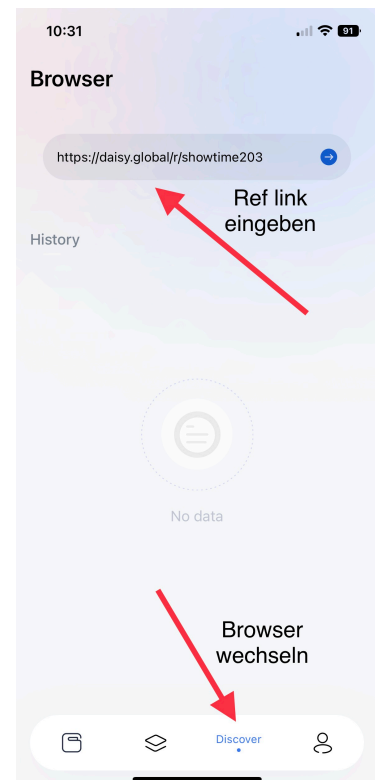 10:31
91
Browser
https://daisy.global/r/showtime203
Ref link
eingeben
History
No data
Browser
wechseln
Discover